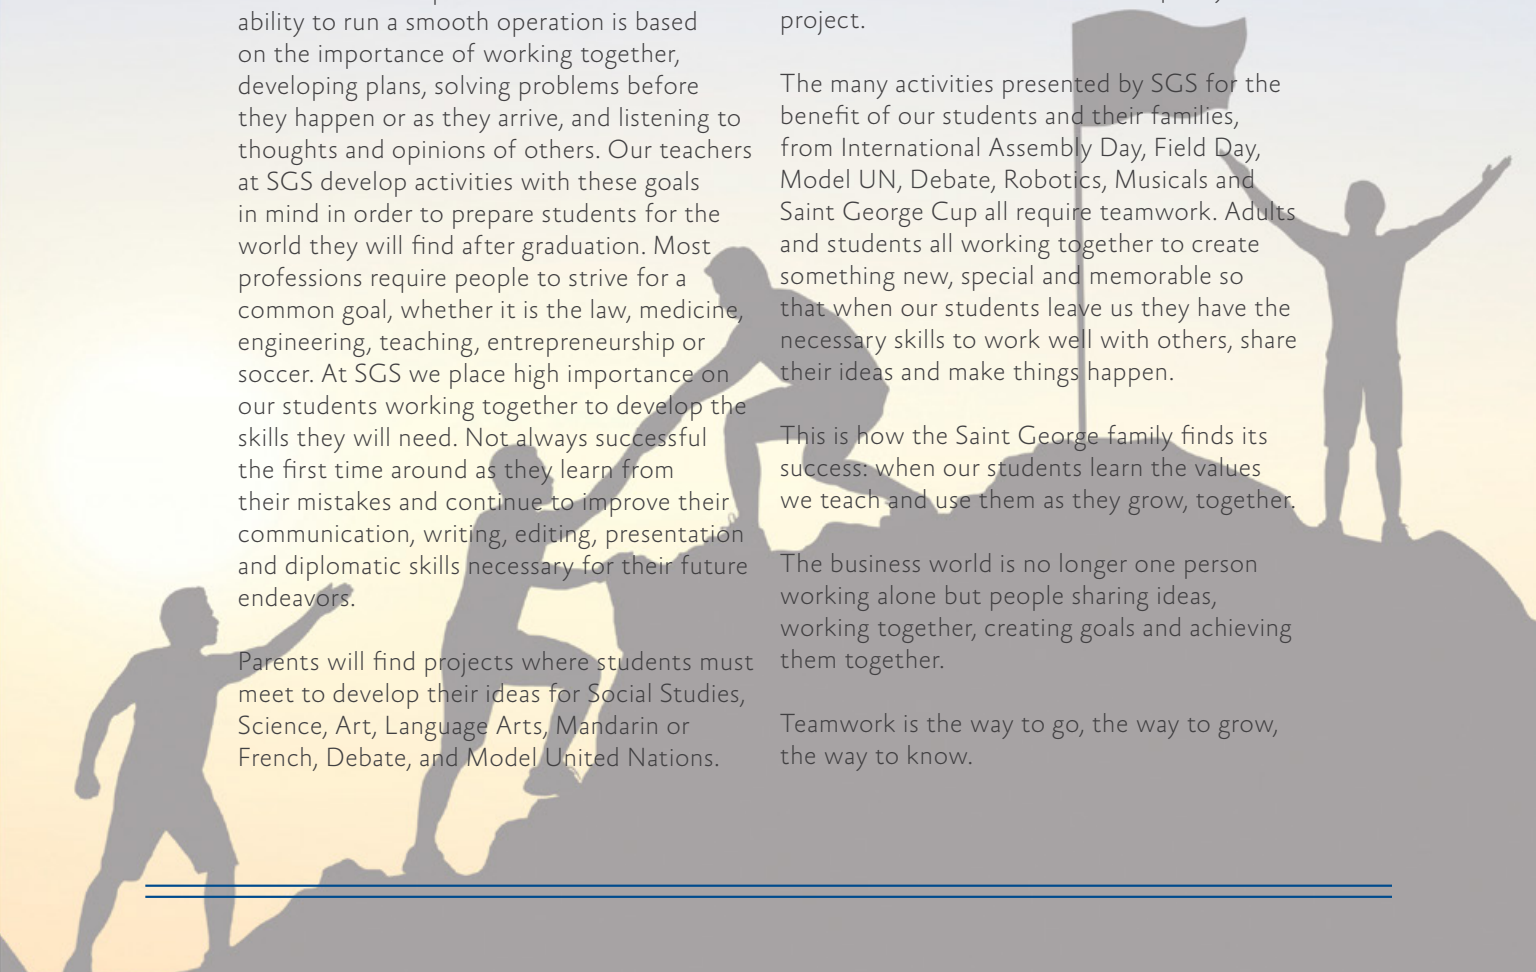 ability to run a smooth operation is based
on the importance of working together,
developing plans, solving problems before
they happen or as they arrive, and listening to
thoughts and opinions of others. Our teachers
at SGS develop activities with these goals
in mind in order to prepare students for the
world they will find after graduation. Most
professions require people to strive for a
common goal, whether it is the law, medicine,
engineering, teaching, entrepreneurship or
soccer. At SGS we place high importance on
our students working together to develop the
skills they will need. Not always successful
the first time around as they learn from
their mistakes and continue to improve their
communication, writing, editing, presentation
and diplomatic skills necessary for their future
endeavors.
Parents will find projects where students must
meet to develop their ideas for Social Studies,
Science, Art, Language Arts, Mandarin or
French, Debate, and Model United Nations.
project.
The many activities presented by SGS for the
benefit of our students and their families,
from International Assembly Day, Field Day,
Model UN, Debate, Robotics, Musicals and
Saint George Cup all require teamwork. Adults
and students all working together to create
something new, special and memorable so
that when our students leave us they have the
necessary skills to work well with others, share
their ideas and make things happen.
This is how the Saint George family finds its
success: when our students learn the values
we teach and use them as they grow, together.
The business world is no longer one person
working alone but people sharing ideas,
working together, creating goals and achieving
them together.
Teamwork is the way to go, the way to grow,
the way to know.